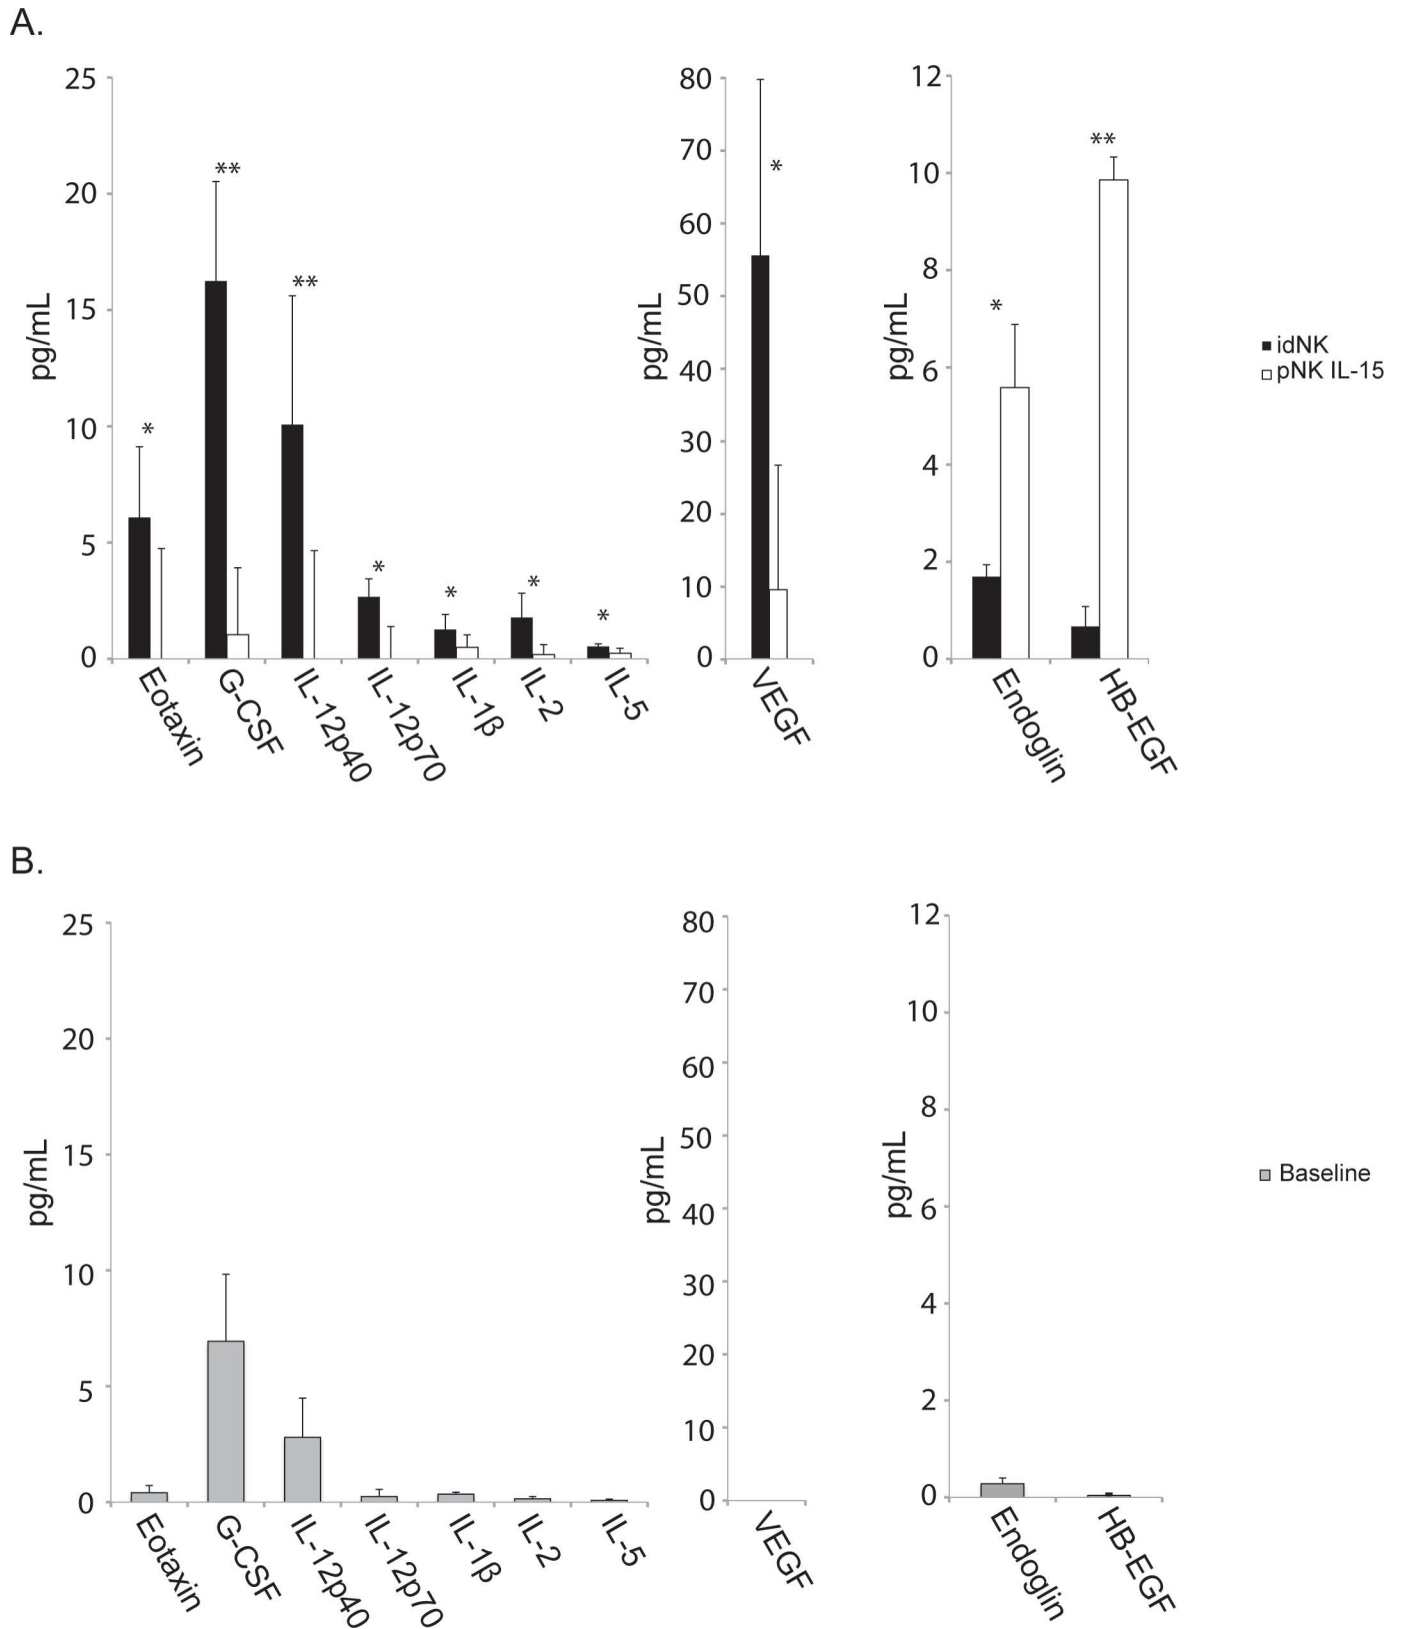 A.
25
20
15
10
5
0
pg/mL
**
**
*
*
*
*
*
Eotaxin
G-CSF
IL-12p40
IL-12p70
IL-1β
IL-2
IL-5
80
70
60
50
40
30
20
10
0
pg/mL
*
VEGF
12
10
8
6
4
2
0
pg/mL
**
*
Endoglin
HB-EGF
idNK
pNK IL-15
B.
25
20
15
10
5
0
pg/mL
Eotaxin
G-CSF
IL-12p40
IL-12p70
IL-1β
IL-2
IL-5
80
70
60
50
40
30
20
10
0
pg/mL
VEGF
12
10
8
6
4
2
0
pg/mL
Endoglin
HB-EGF
Baseline